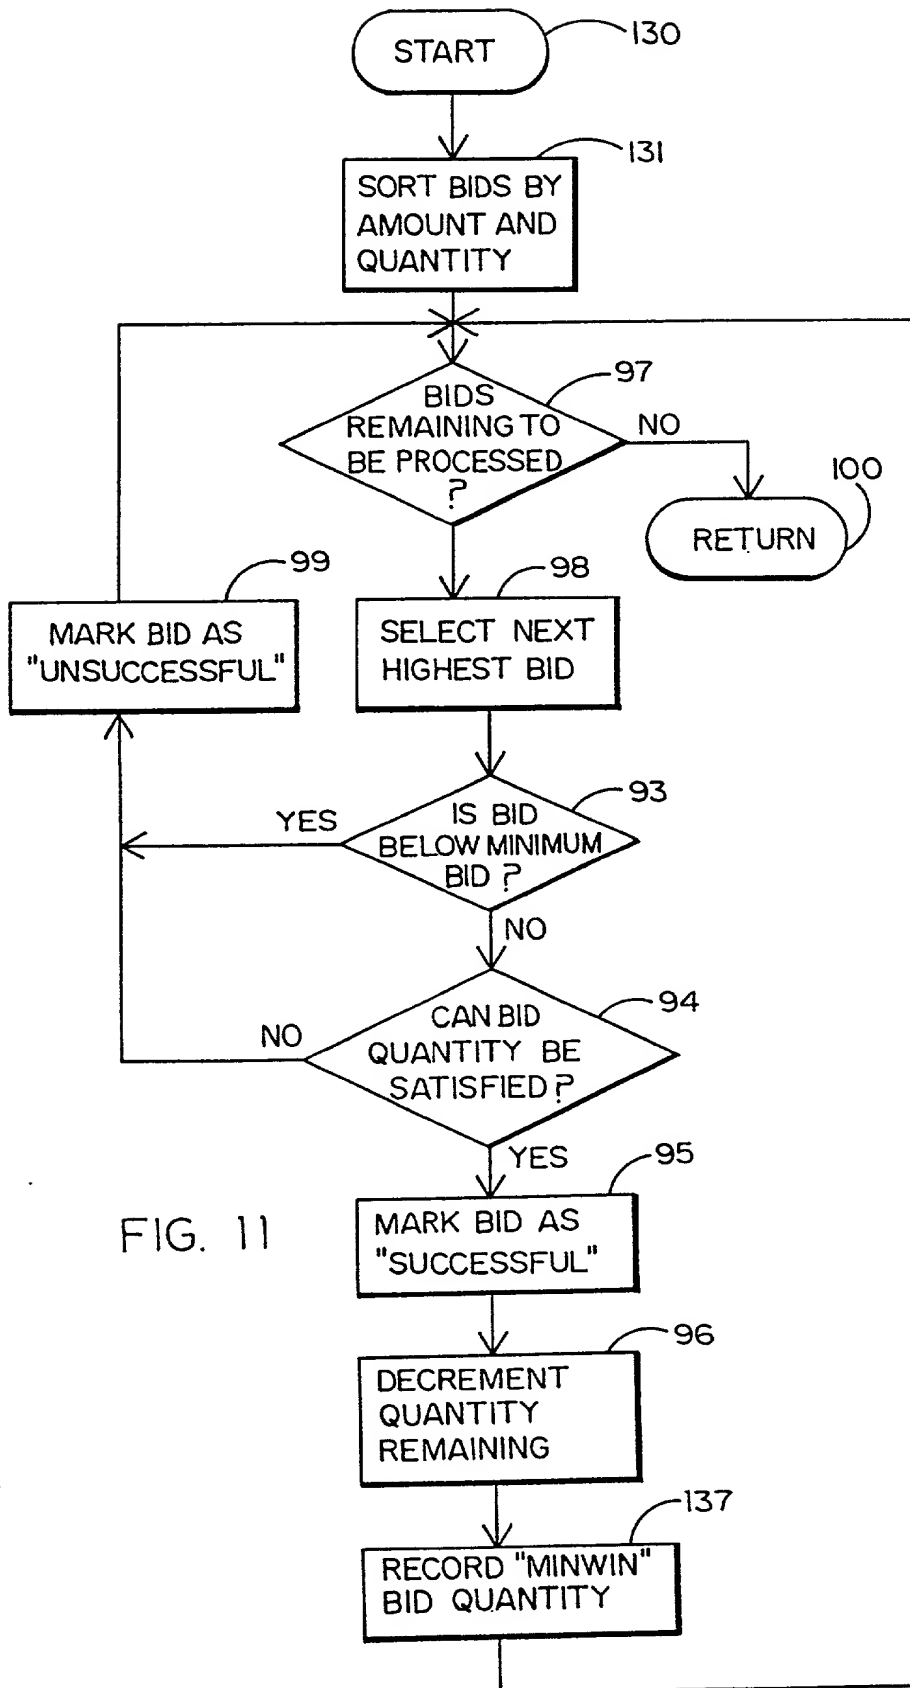 START
130
131
SORT BIDS BY
AMOUNT AND
QUANTITY
97
BIDS
REMAINING TO
BE PROCESSED
?
NO
100
RETURN
99
MARK BID AS
"UNSUCCESSFUL"
98
SELECT NEXT
HIGHEST BID
93
YES
IS BID
BELOW MINIMUM
BID ?
NO
94
NO
CAN BID
QUANTITY BE
SATISFIED ?
YES
95
MARK BID AS
"SUCCESSFUL"
FIG. 11
96
DECREMENT
QUANTITY
REMAINING
137
RECORD "MINWIN"
BID QUANTITY